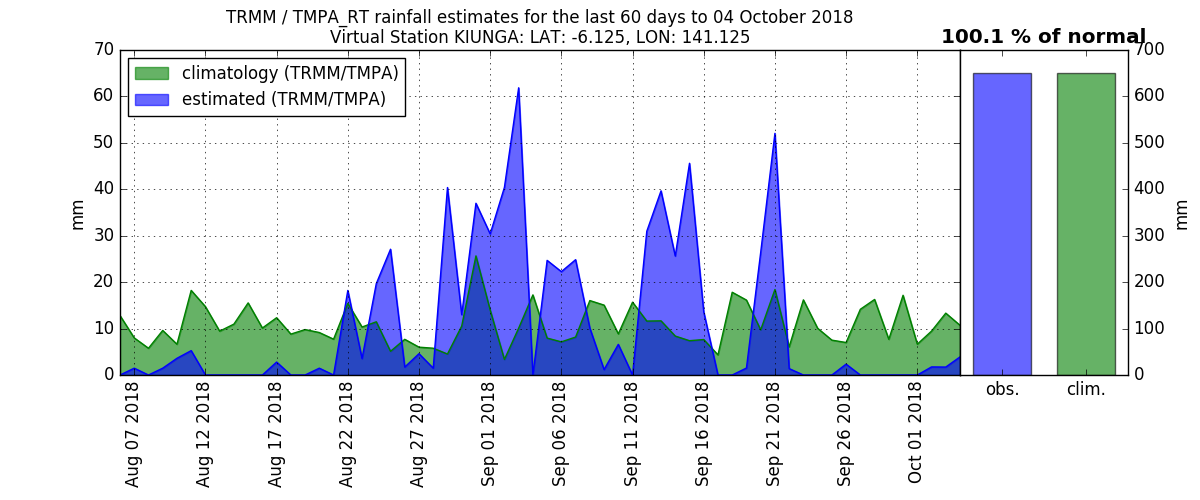 TRMM / TMPA_RT rainfall estimates for the last 60 days to 04 October 2018
Virtual Station KIUNGA: LAT: -6.125, LON: 141.125
100.1 % of normal
climatology (TRMM/TMPA)
estimated (TRMM/TMPA)
70
60
50
40
30
20
10
0
mm
Aug 07 2018
Aug 12 2018
Aug 17 2018
Aug 22 2018
Aug 27 2018
Sep 01 2018
Sep 06 2018
Sep 11 2018
Sep 16 2018
Sep 21 2018
Sep 26 2018
Oct 01 2018
obs.
clim.
700
600
500
400
300
200
100
0
mm